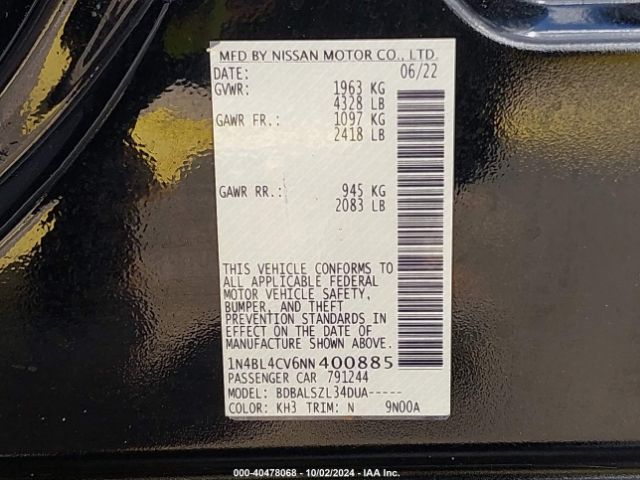 MFD BY NISSAN MOTOR CO., LTD.
DATE: 06/22
GVWR: 1963 KG
4328 LB
GAWR FR.: 1097 KG
2418 LB
GAWR RR.: 945 KG
2083 LB
THIS VEHICLE CONFORMS TO
ALL APPLICABLE FEDERAL
MOTOR VEHICLE SAFETY,
BUMPER, AND THEFT
PREVENTION STANDARDS IN
EFFECT ON THE DATE OF
MANUFACTURE SHOWN ABOVE.
1N4BL4CV6NN400885
PASSENGER CAR 791244
MODEL: BDBALSZL34DUA-----
COLOR: KH3 TRIM: N 9N00A
000-40478068 - 10/02/2024 - IAA Inc.